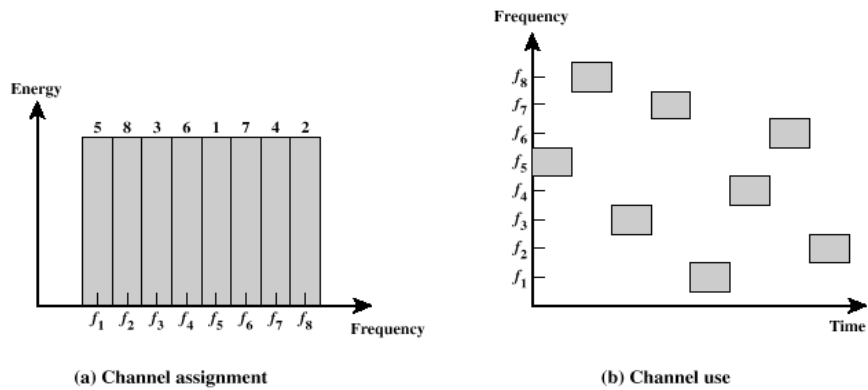 Energy
5 8 3 6 1 7 4 2
f1 f2 f3 f4 f5 f6 f7 f8
Frequency
(a) Channel assignment
Frequency
f8
f7
f6
f5
f4
f3
f2
f1
Time
(b) Channel use